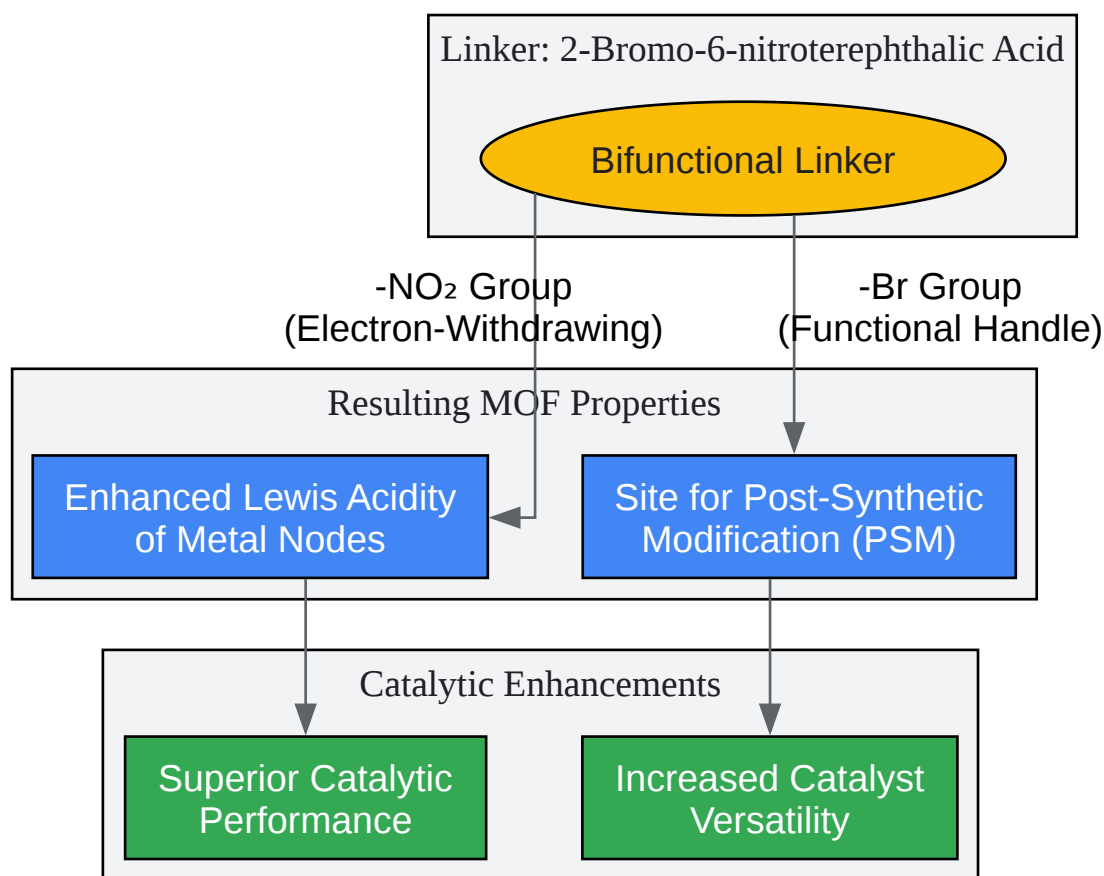 Linker: 2-Bromo-6-nitroterephthalic Acid
Bifunctional Linker
-NO₂ Group
(Electron-Withdrawing)
-Br Group
(Functional Handle)
Resulting MOF Properties
Enhanced Lewis Acidity
of Metal Nodes
Site for Post-Synthetic
Modification (PSM)
Catalytic Enhancements
Superior Catalytic
Performance
Increased Catalyst
Versatility